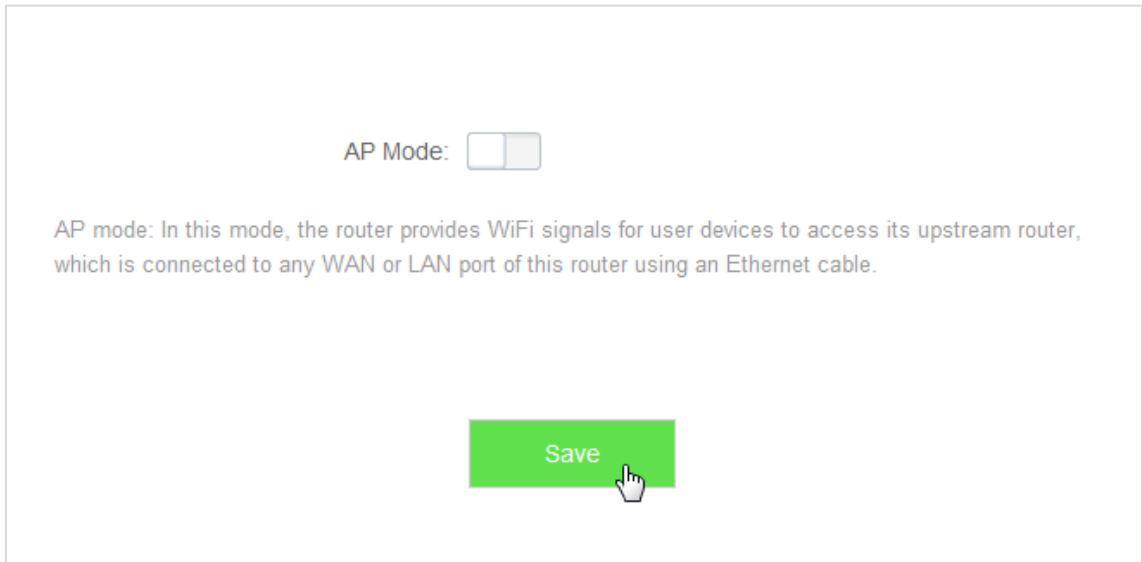 AP Mode:
AP mode: In this mode, the router provides WiFi signals for user devices to access its upstream router,
which is connected to any WAN or LAN port of this router using an Ethernet cable.
Save